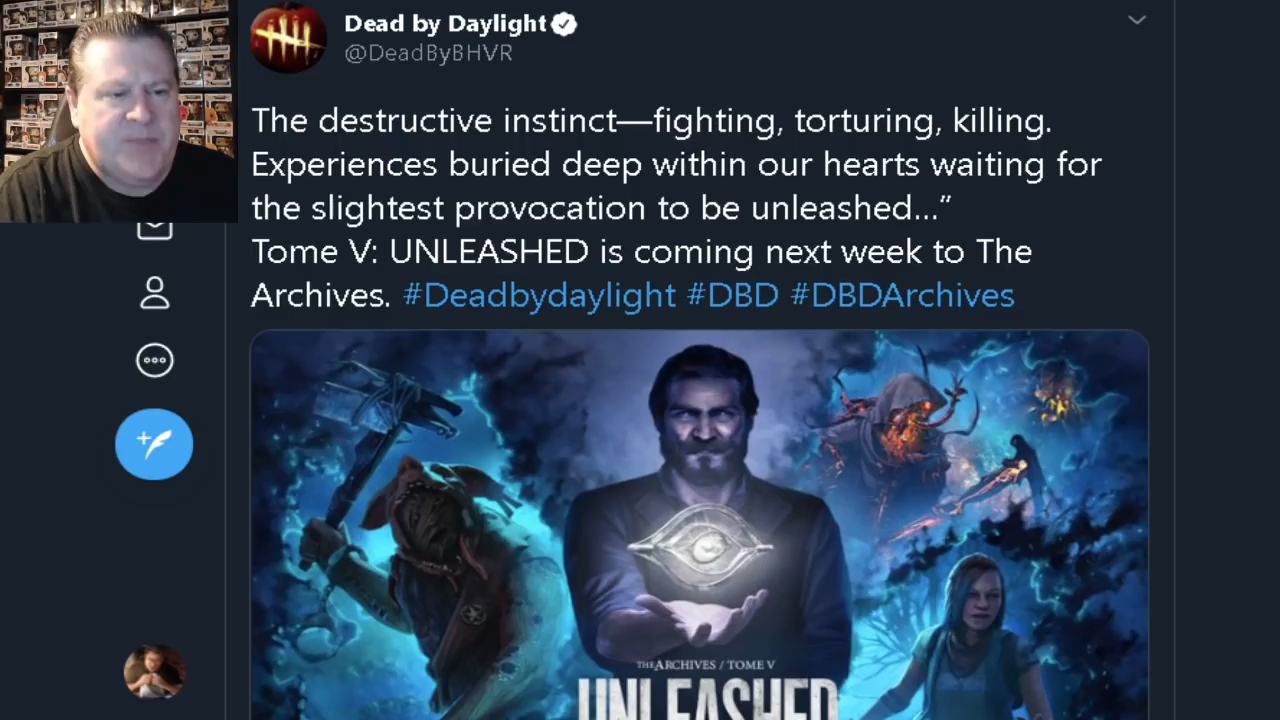 Dead by Daylight
@DeadByBHVR
The destructive instinct—fighting, torturing, killing.
Experiences buried deep within our hearts waiting for
the slightest provocation to be unleashed...”
Tome V: UNLEASHED is coming next week to The
Archives. #Deadbydaylight #DBD #DBDArchives
THE ARCHIVES / TOME V
UNLEASHED